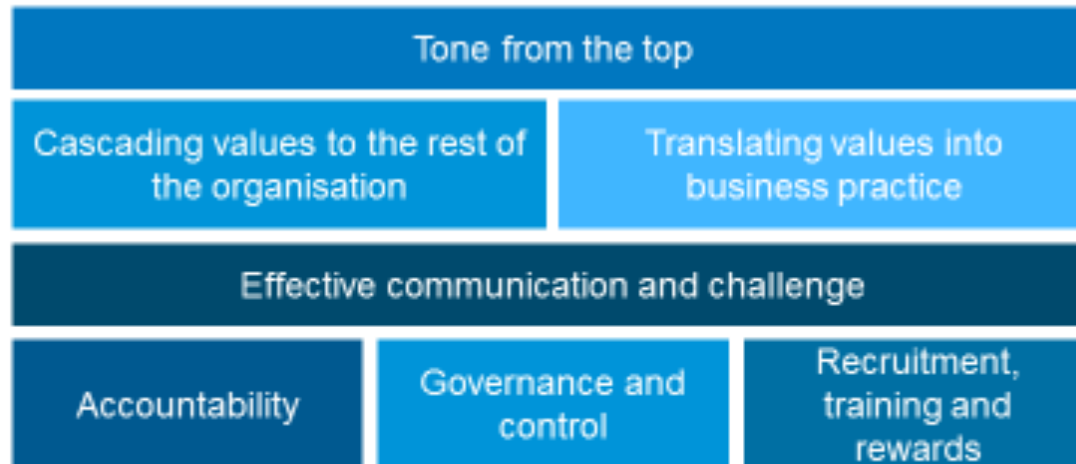 Tone from the top
Cascading values to the rest of
the organisation
Translating values into
business practice
Effective communication and challenge
Accountability
Governance and
control
Recruitment,
training and
rewards